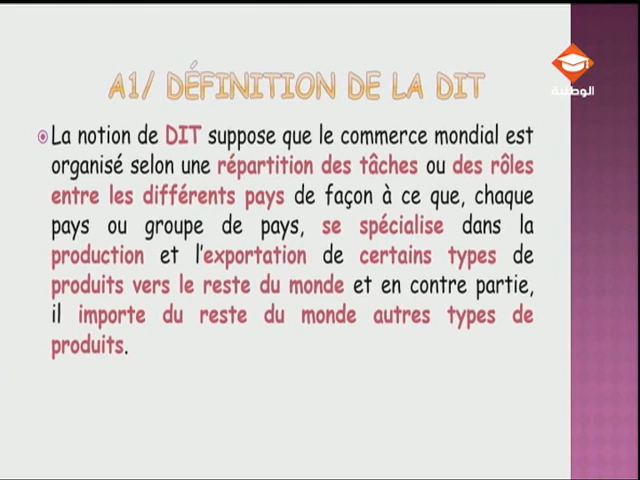 الوطنية
A1/ DÉFINITION DE LA DIT
La notion de DIT suppose que le commerce mondial est
organisé selon une répartition des tâches ou des rôles
entre les différents pays de façon à ce que, chaque
pays ou groupe de pays, se spécialise dans la
production et l'exportation de certains types de
produits vers le reste du monde et en contre partie,
il importe du reste du monde autres types de
produits.